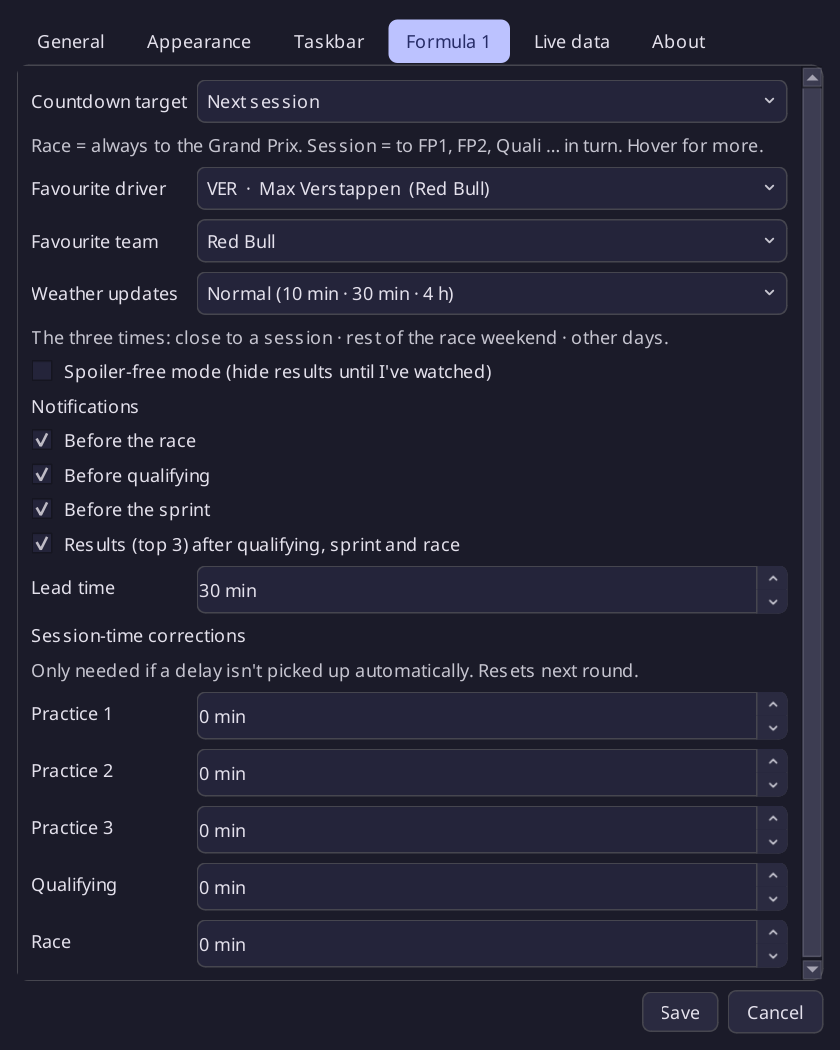 General Appearance Taskbar Formula 1 Live data About
Countdown target Next session
Race = always to the Grand Prix. Session = to FP1, FP2, Quali ... in turn. Hover for more.
Favourite driver VER · Max Verstappen (Red Bull)
Favourite team Red Bull
Weather updates Normal (10 min · 30 min · 4 h)
The three times: close to a session · rest of the race weekend · other days.
Spoiler-free mode (hide results until I've watched)
Notifications
Before the race
Before qualifying
Before the sprint
Results (top 3) after qualifying, sprint and race
Lead time 30 min
Session-time corrections
Only needed if a delay isn't picked up automatically. Resets next round.
Practice 1 0 min
Practice 2 0 min
Practice 3 0 min
Qualifying 0 min
Race 0 min
Save Cancel